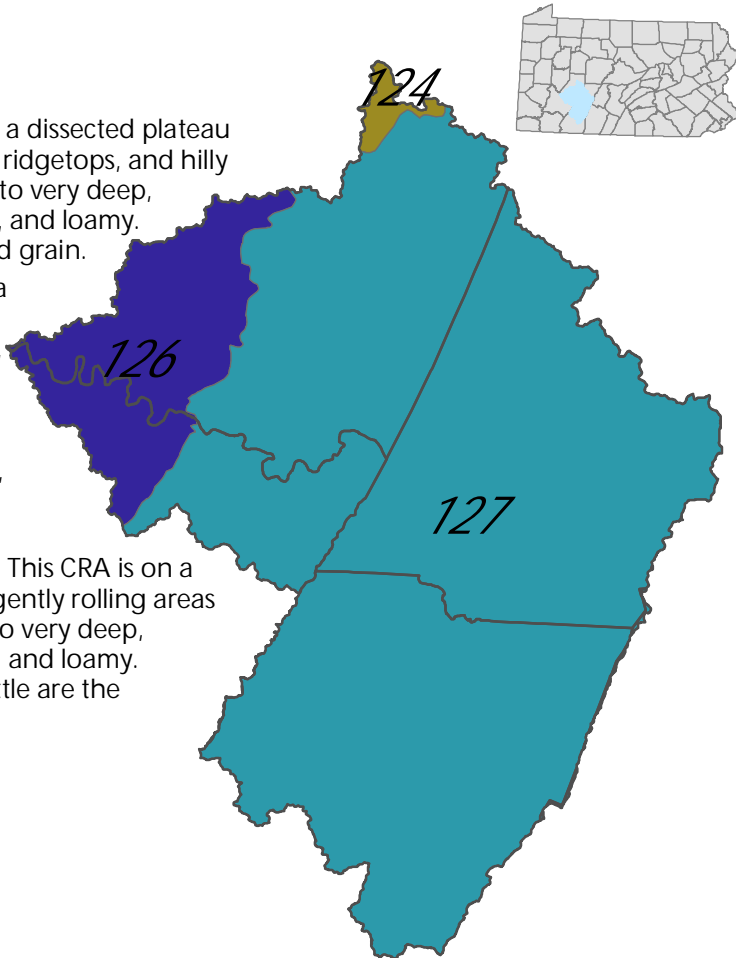 124
a dissected plateau
ridgetops, and hilly
to very deep,
, and loamy.
d grain.
a
126
,
127
This CRA is on a
gently rolling areas
o very deep,
and loamy.
tle are the